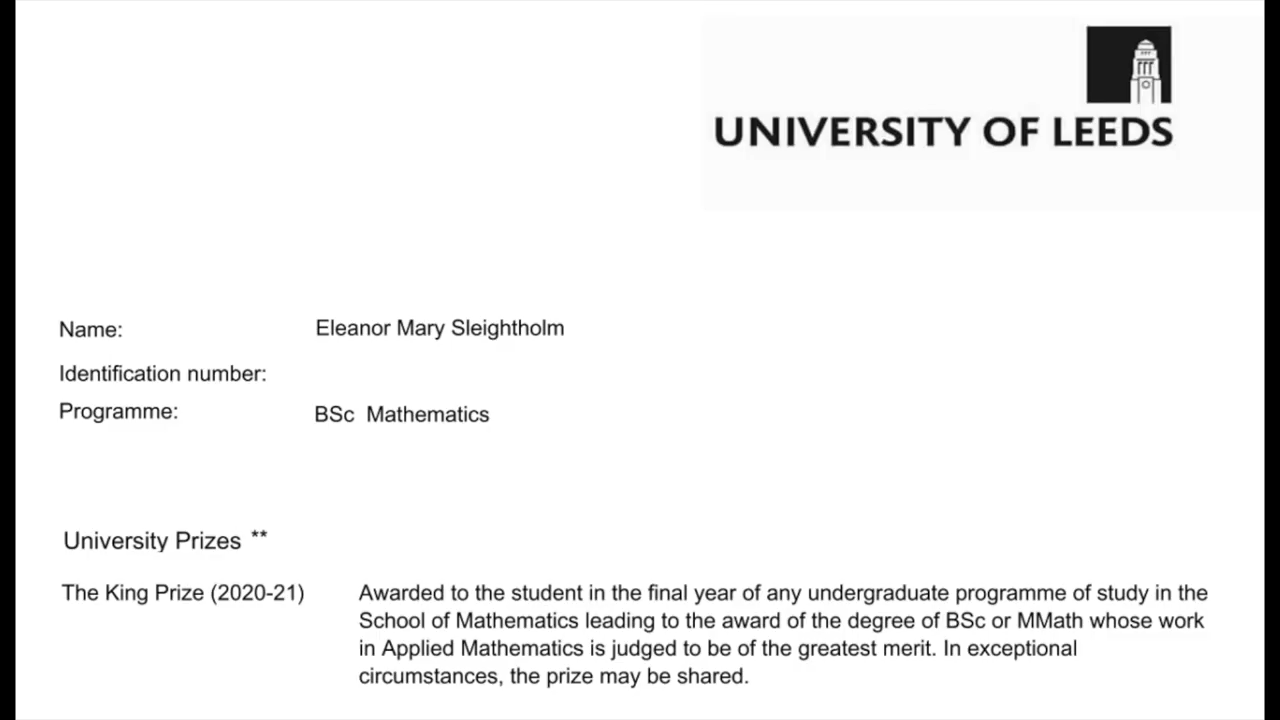 UNIVERSITY OF LEEDS
Name: Eleanor Mary Sleightholm
Identification number:
Programme: BSc  Mathematics
University Prizes **
The King Prize (2020-21) Awarded to the student in the final year of any undergraduate programme of study in the
School of Mathematics leading to the award of the degree of BSc or MMath whose work
in Applied Mathematics is judged to be of the greatest merit. In exceptional
circumstances, the prize may be shared.